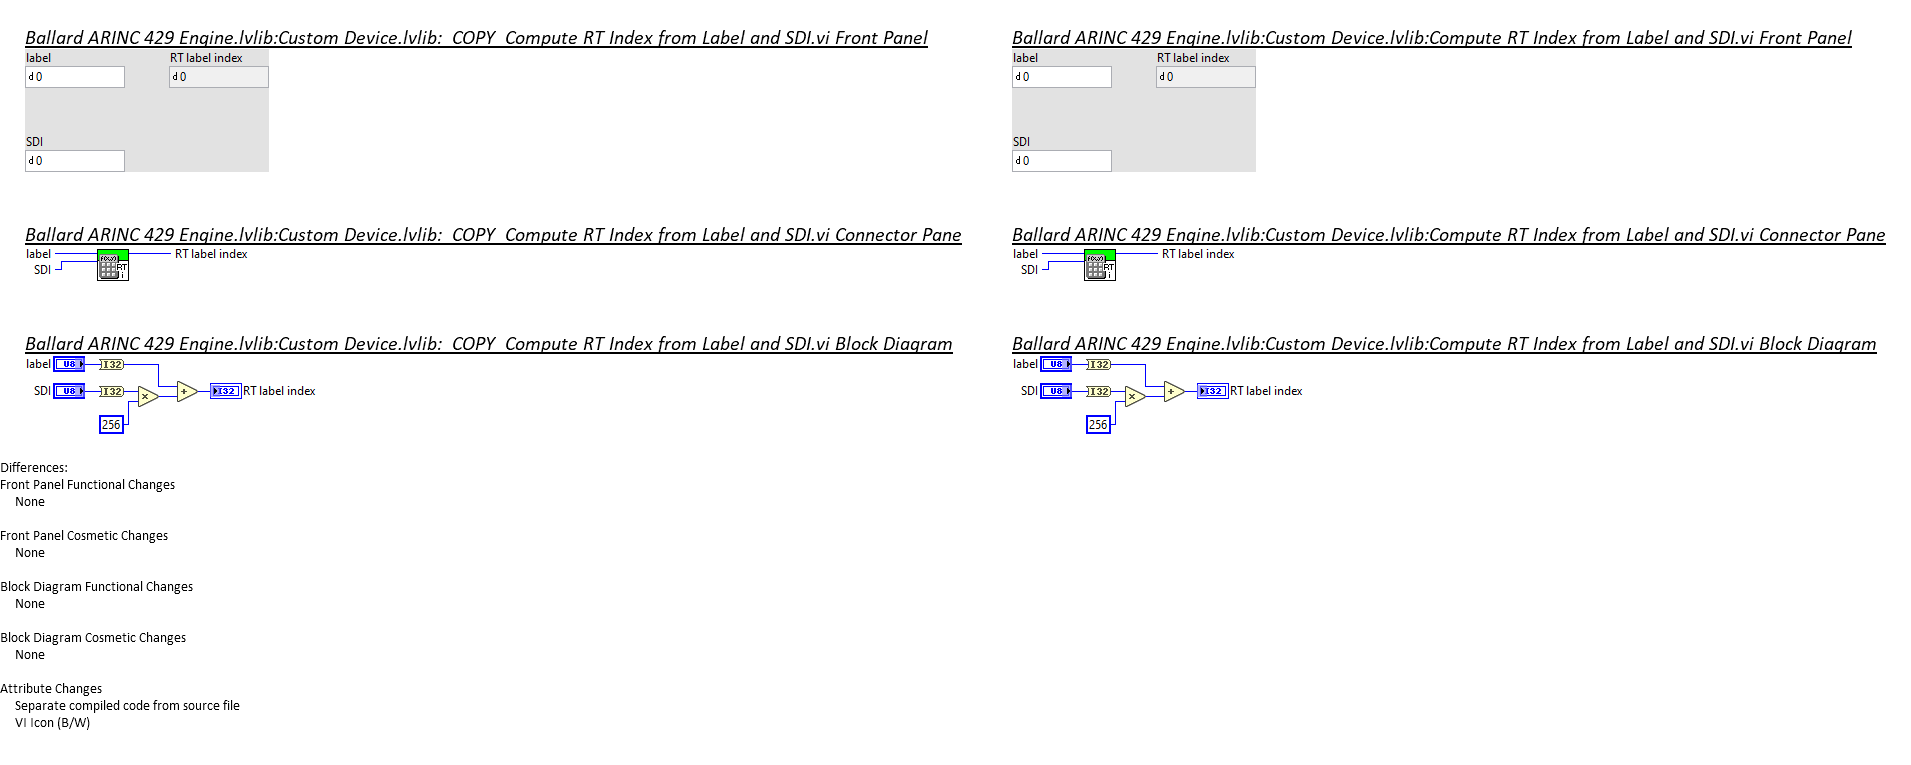 Ballard ARINC 429 Engine.lvlib:Custom Device.lvlib:  COPY  Compute RT Index from Label and SDI.vi Front Panel
label RT label index
d 0 d 0
SDI
d 0
Ballard ARINC 429 Engine.lvlib:Custom Device.lvlib:  COPY  Compute RT Index from Label and SDI.vi Connector Pane
label RT label index
SDI
f(x,y)
RT
i
Ballard ARINC 429 Engine.lvlib:Custom Device.lvlib:  COPY  Compute RT Index from Label and SDI.vi Block Diagram
label U8 I32
SDI U8 I32 × + I32 RT label index
256
Differences:
Front Panel Functional Changes
None
Front Panel Cosmetic Changes
None
Block Diagram Functional Changes
None
Block Diagram Cosmetic Changes
None
Attribute Changes
Separate compiled code from source file
VI Icon (B/W)
Ballard ARINC 429 Engine.lvlib:Custom Device.lvlib:Compute RT Index from Label and SDI.vi Front Panel
label RT label index
d 0 d 0
SDI
d 0
Ballard ARINC 429 Engine.lvlib:Custom Device.lvlib:Compute RT Index from Label and SDI.vi Connector Pane
label RT label index
SDI
f(x,y)
RT
i
Ballard ARINC 429 Engine.lvlib:Custom Device.lvlib:Compute RT Index from Label and SDI.vi Block Diagram
label U8 I32
SDI U8 I32 × + I32 RT label index
256